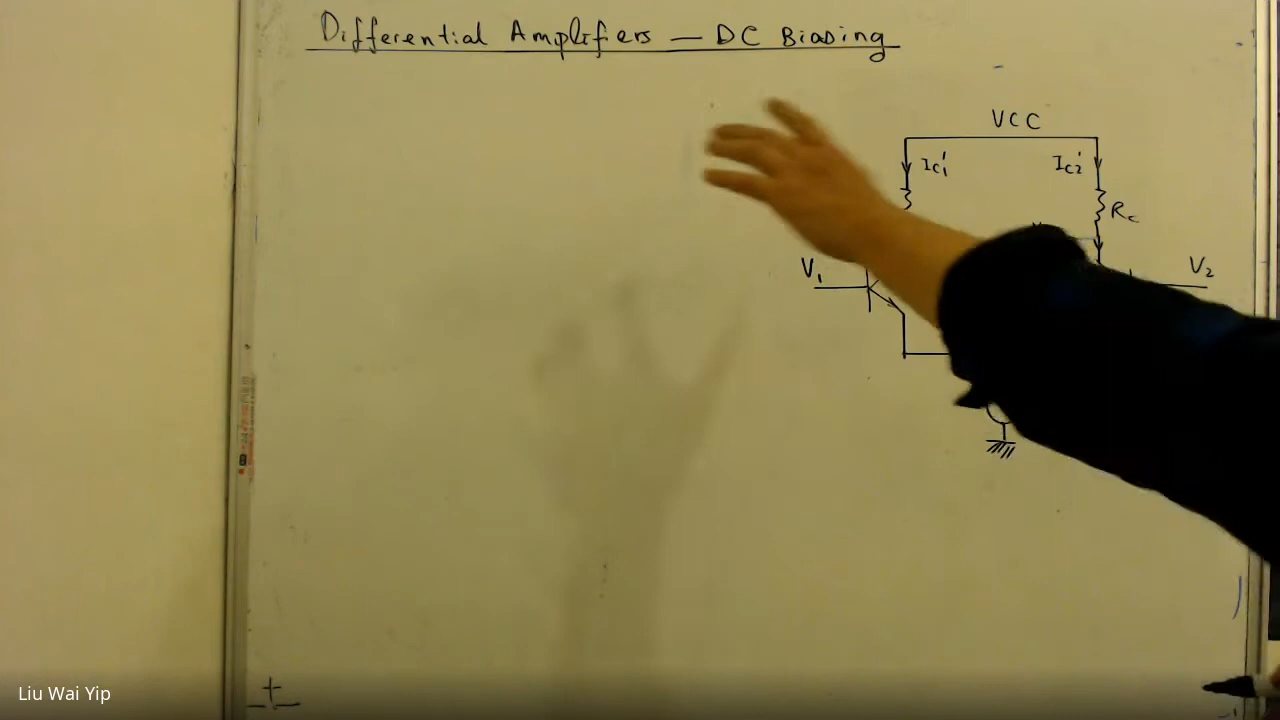 Differential Amplifiers — DC Biasing
VCC
Ic1' Ic2'
Rc
V1 V2
Liu Wai Yip